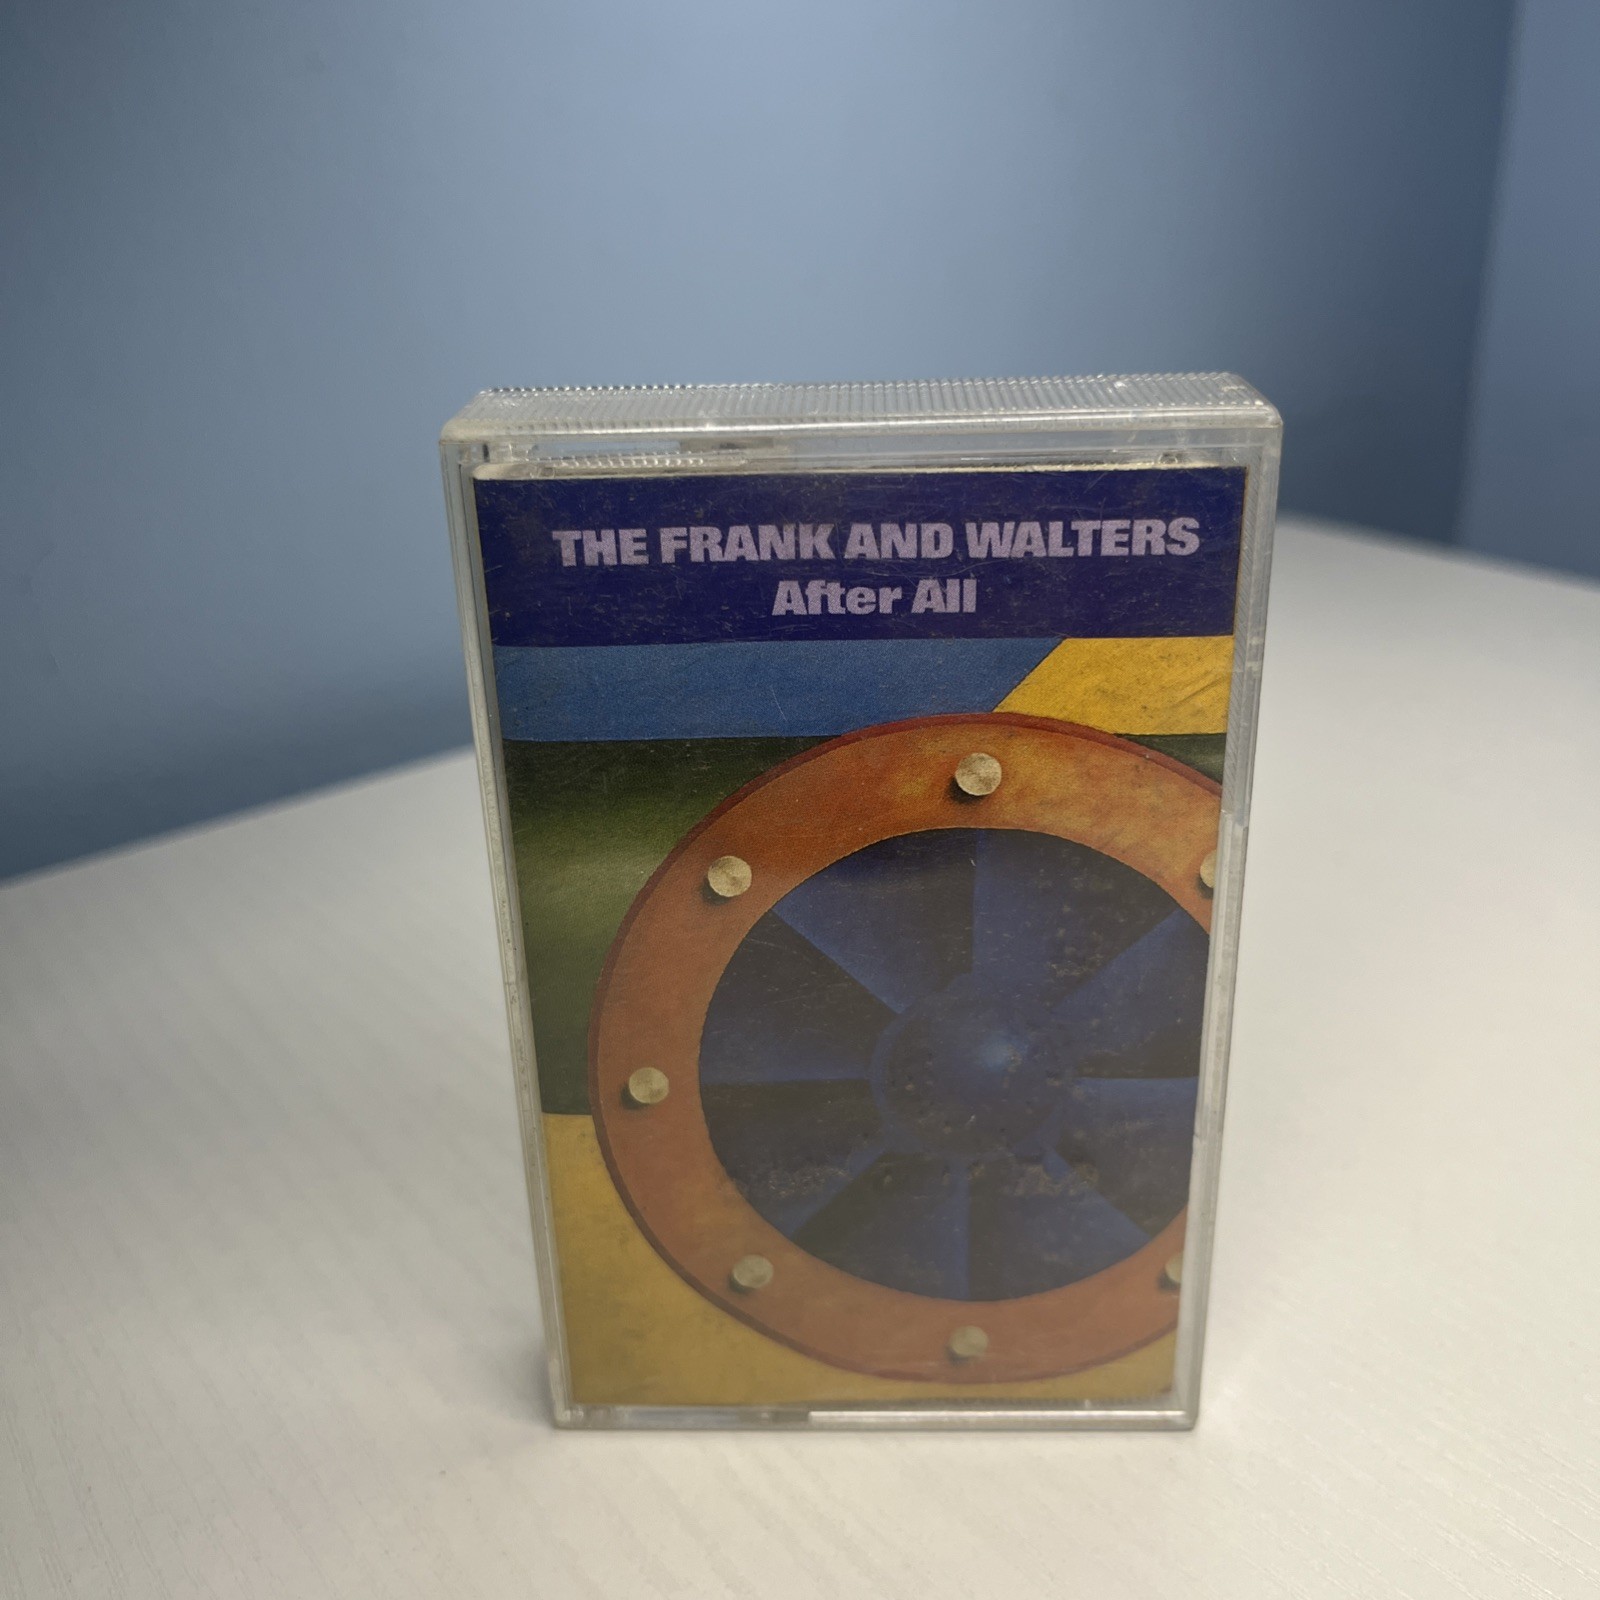 THE FRANK AND WALTERS
After All